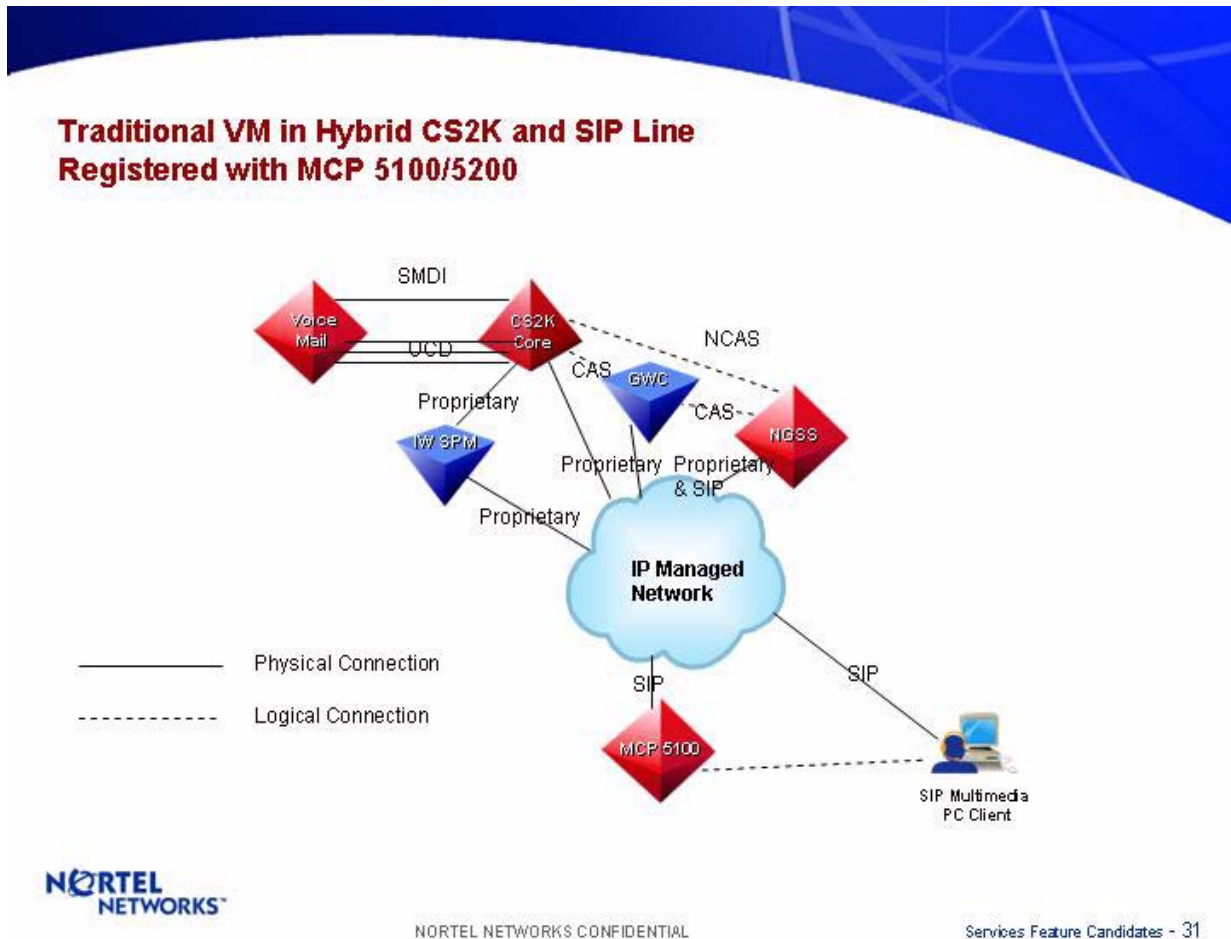 Traditional VM in Hybrid CS2K and SIP Line
Registered with MCP 5100/5200
SMDI
Voice
Mail
CS2K
Core
UCD
NCAS
CAS
GWC
Proprietary
CAS
IW SPM
NGSS
Proprietary
Proprietary
& SIP
Proprietary
IP Managed
Network
Physical Connection
SIP
SIP
Logical Connection
MCP 5100
SIP Multimedia
PC Client
NORTEL
NETWORKS™
NORTEL NETWORKS CONFIDENTIAL
Services Feature Candidates - 31